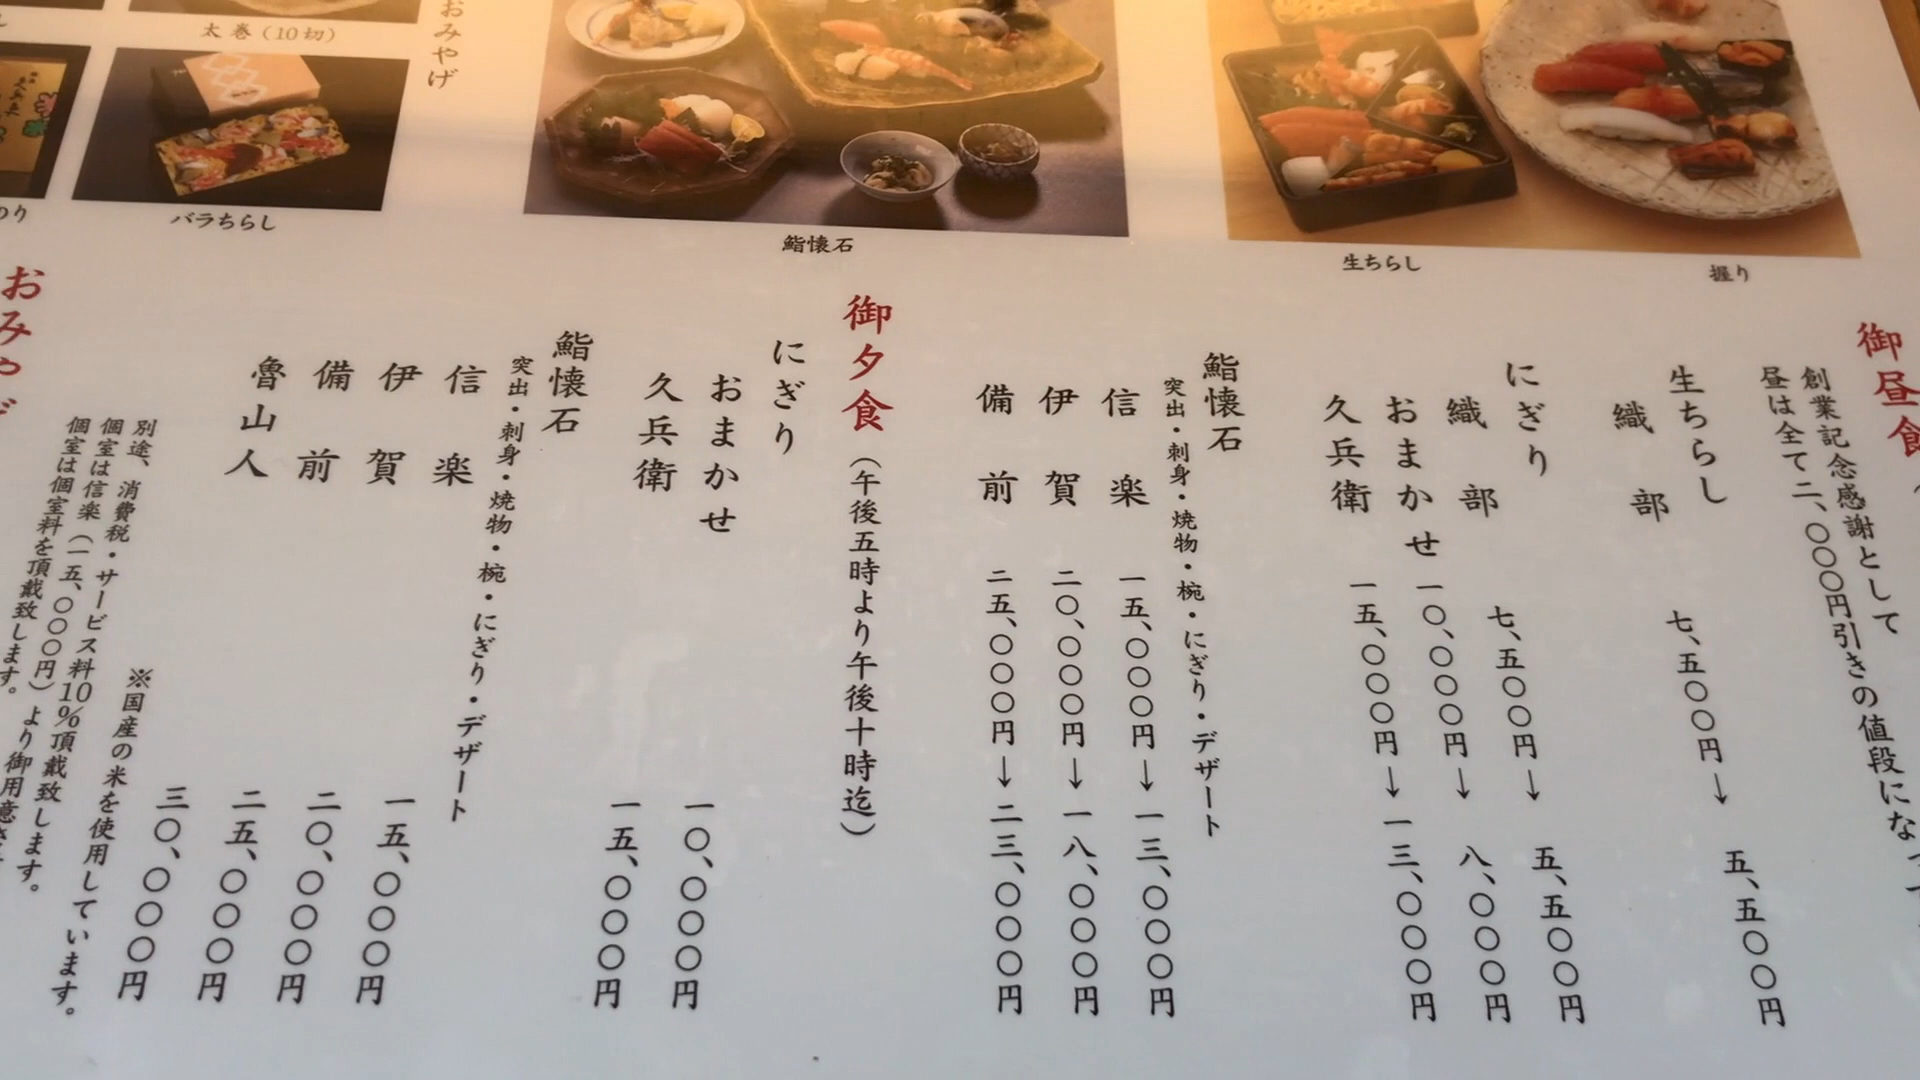 太巻（10切）
おみやげ
バラちらし
鮨懐石
生ちらし
握り
御昼食
創業記念感謝として
昼は全て二、〇〇〇円引きの値段になって
生ちらし
織部 七、五〇〇円→五、五〇〇円
にぎり
織部 七、五〇〇円→五、五〇〇円
おまかせ 一〇、〇〇〇円→八、〇〇〇円
久兵衛 一五、〇〇〇円→一三、〇〇〇円
鮨懐石
突出・刺身・焼物・椀・にぎり・デザート
信楽 一五、〇〇〇円→一三、〇〇〇円
伊賀 二〇、〇〇〇円→一八、〇〇〇円
備前 二五、〇〇〇円→二三、〇〇〇円
御夕食（午後五時より午後十時迄）
にぎり
おまかせ 一〇、〇〇〇円
久兵衛 一五、〇〇〇円
鮨懐石
突出・刺身・焼物・椀・にぎり・デザート
信楽 一五、〇〇〇円
伊賀 二〇、〇〇〇円
備前 二五、〇〇〇円
魯山人 三〇、〇〇〇円
※国産の米を使用しています。
別途、消費税・サービス料10％頂戴致します。
個室は信楽（一五、〇〇〇円）より御用意
個室は個室料を頂戴致します。
おみや